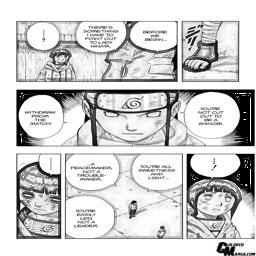 BEFORE
WE
BEGIN...
THERE'S
SOMETHING
I HAVE TO
POINT OUT
TO LADY
HINATA.
?
YOU'RE
NOT CUT
OUT TO
BE A
SHINOBI.
WITHDRAW
FROM
THE
MATCH!
...!
YOU'RE ALL
SWEETNESS
AND
LIGHT...
A
PEACEMAKER,
NOT A
TROUBLE-
MAKER.
YOU'RE
EASILY
LED, NOT
A LEADER.
...
COLORED
MANGA.COM